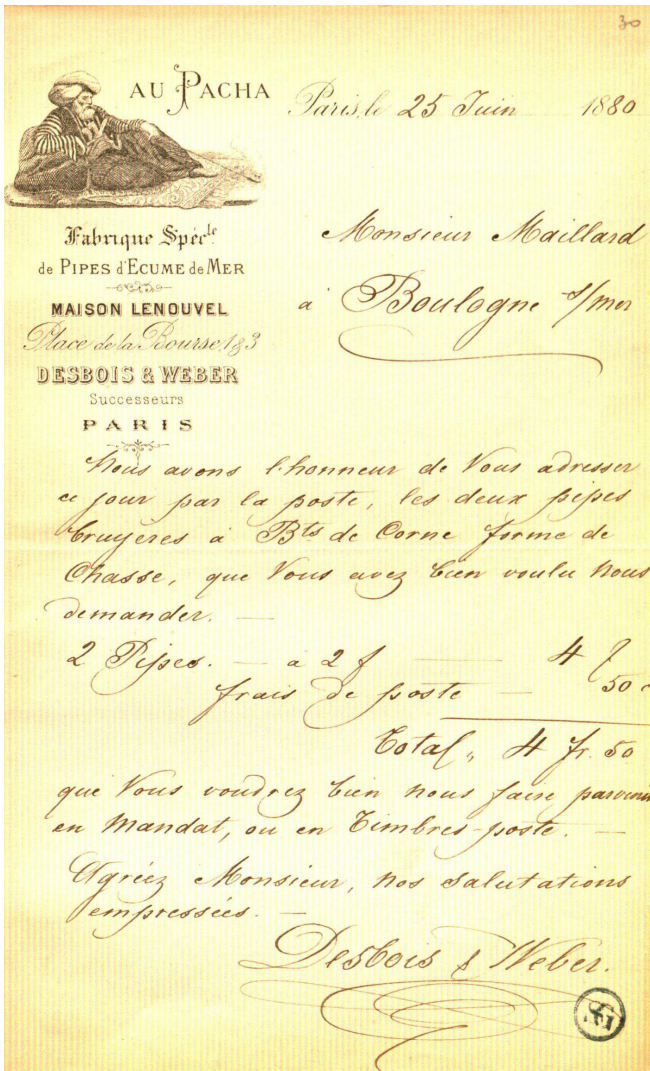 30
AU PACHA
Paris, le 25 Juin 1880
Fabrique Spéc.le
de PIPES d'ECUME de MER
MAISON LENOUVEL
Place de la Bourse, 1 & 3
DESBOIS & WEBER
Successeurs
PARIS
Monsieur Maillard
à Boulogne s/mer
Nous avons l'honneur de Vous adresser
ce jour par la poste, les deux pipes
bruyères à Bts de Corne forme de
Chasse, que Vous avez bien voulu Nous
demander. —
2 Pipes. — à 2 f — 4 f
frais de poste — 50 c
Total, 4 fr. 50
que Vous voudrez bien nous faire parvenir
en Mandat, ou en Timbres-poste. —
Agréez Monsieur, nos salutations
empressées. —
Desbois & Weber.